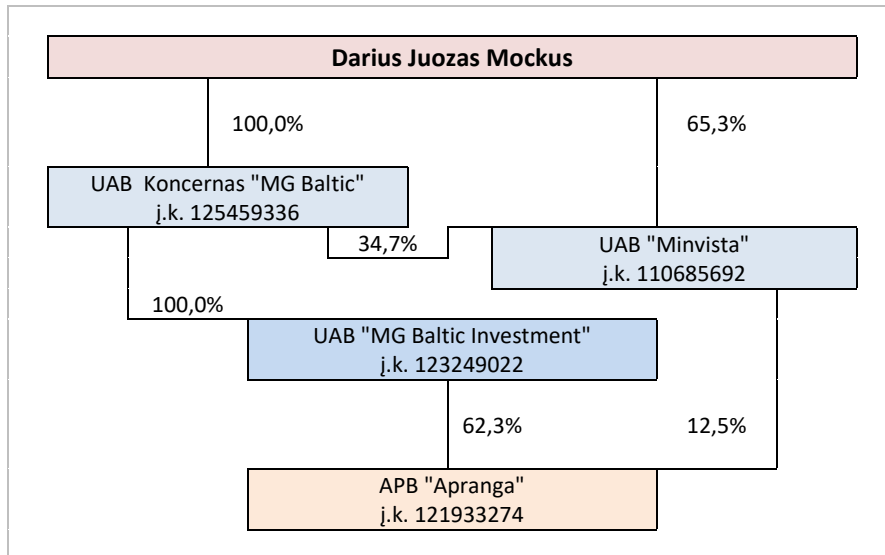 Darius Juozas Mockus
100,0%
65,3%
UAB  Koncernas "MG Baltic"
į.k. 125459336
34,7%
UAB "Minvista"
į.k. 110685692
100,0%
UAB "MG Baltic Investment"
į.k. 123249022
62,3%
12,5%
APB "Apranga"
į.k. 121933274